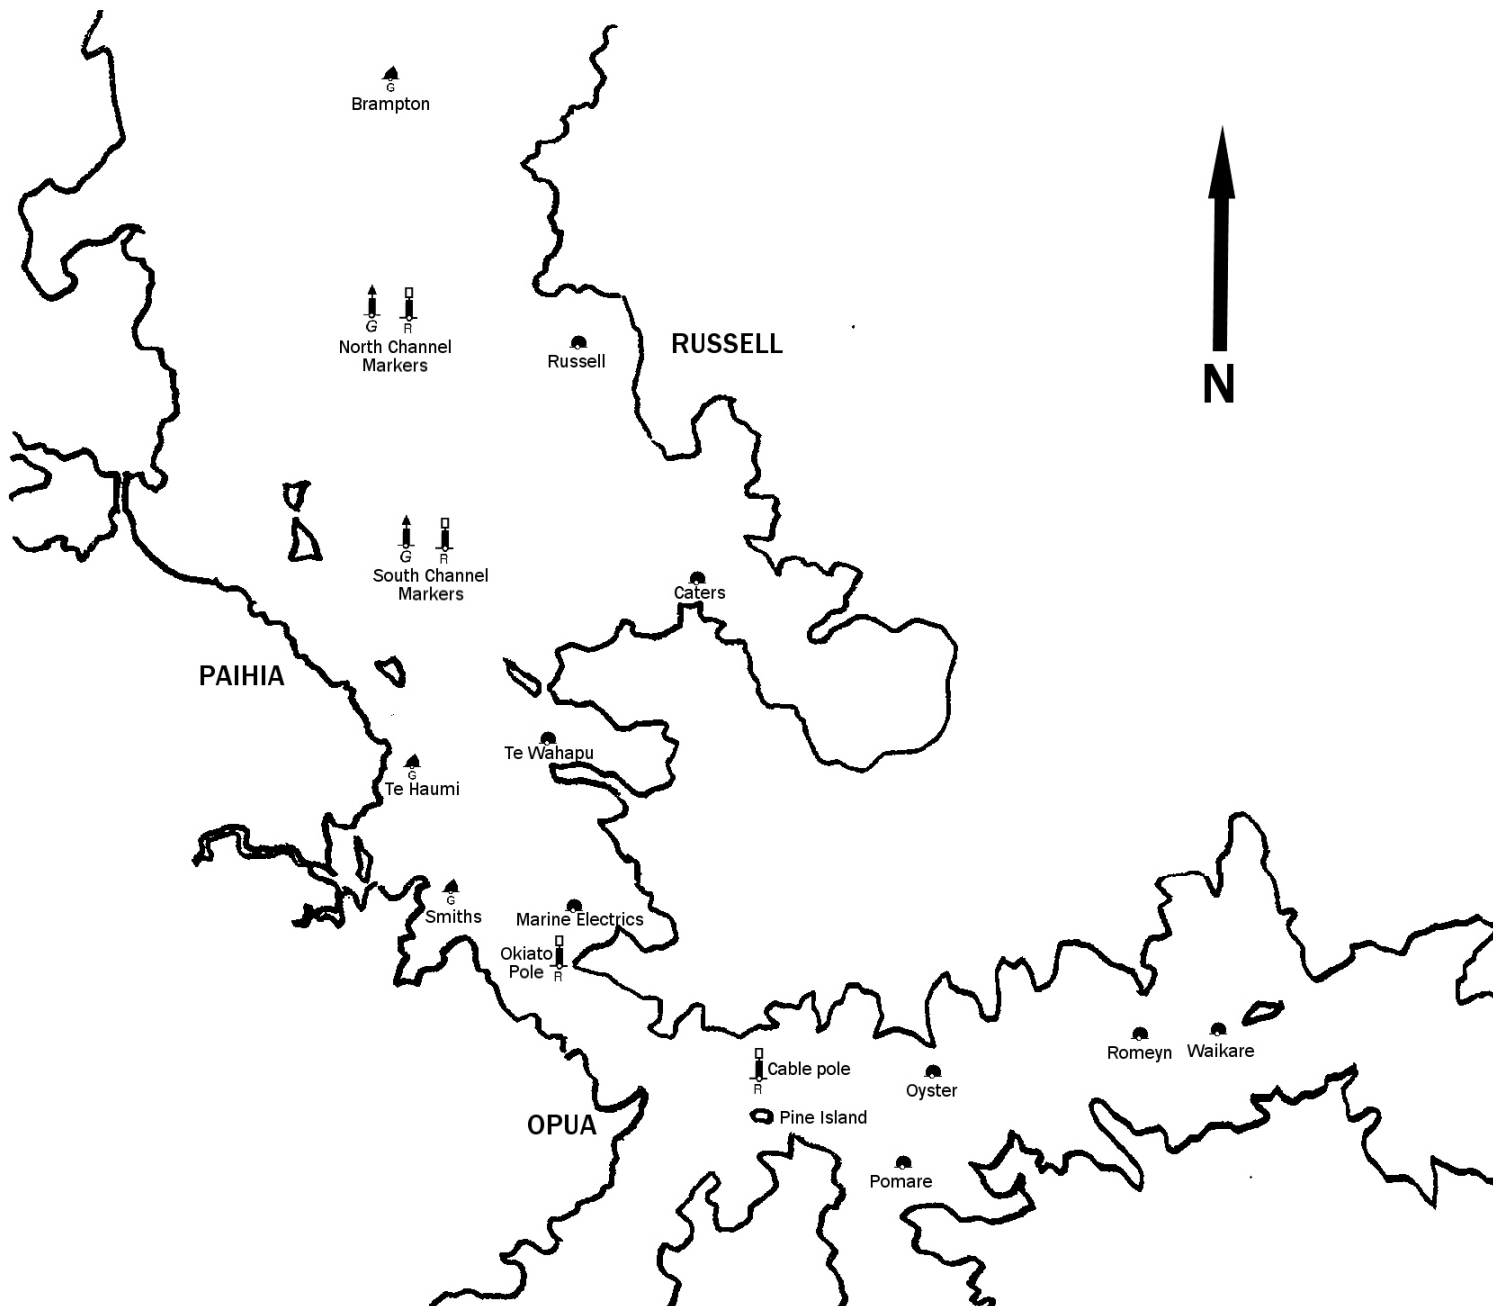 G
Brampton
N
G
R
North Channel
Markers
Russell
RUSSELL
G
R
South Channel
Markers
Caters
PAIHIA
G
Te Haumi
Te Wahapu
G
Smiths
Marine Electrics
Okiato
Pole
R
Romeyn
Waikare
Cable pole
R
Oyster
Pine Island
OPUA
Pomare